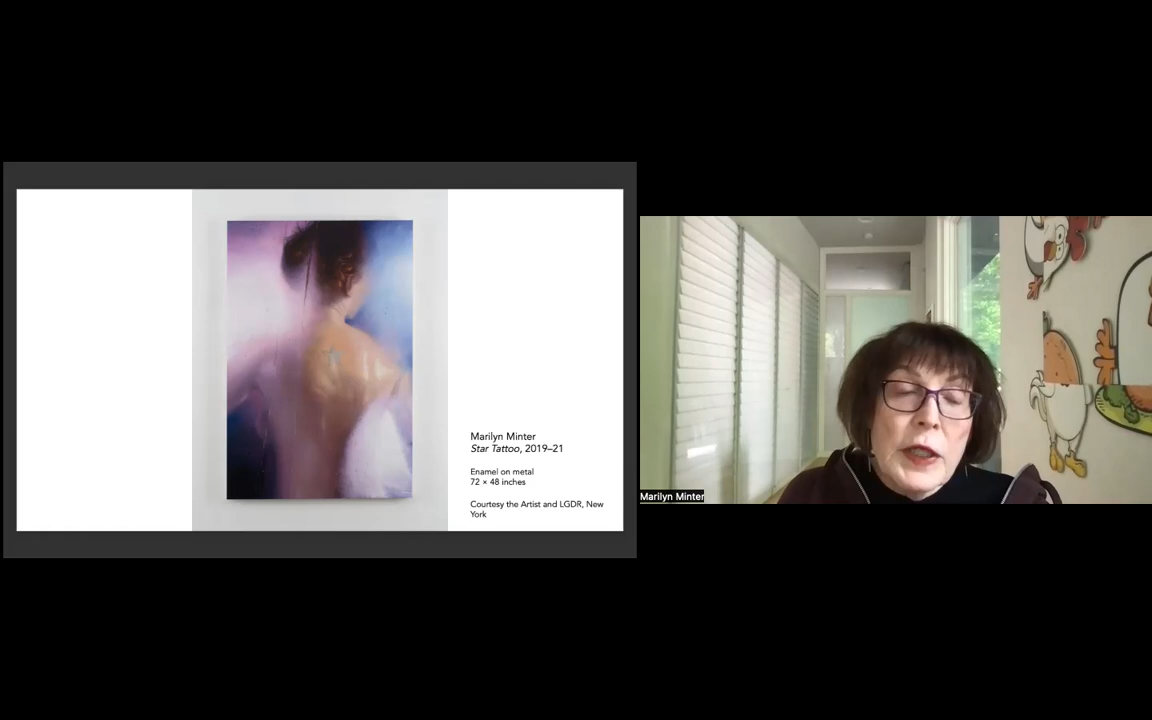 Marilyn Minter
Star Tattoo, 2019–21
Enamel on metal
72 × 48 inches
Courtesy the Artist and LGDR, New
York
Marilyn Minter